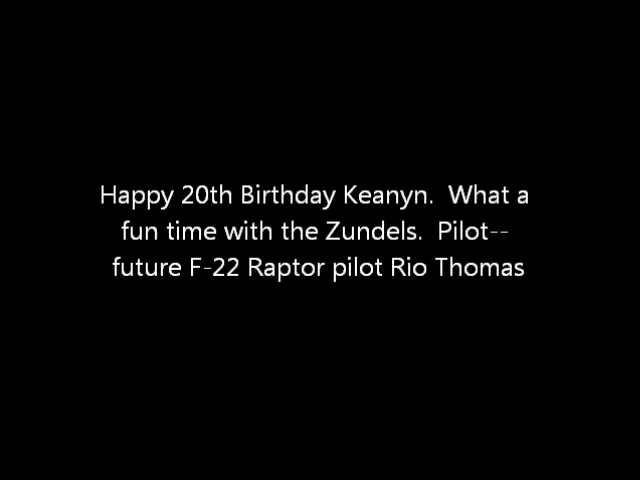 Happy 20th Birthday Keanyn.  What a
fun time with the Zundels.  Pilot--
future F-22 Raptor pilot Rio Thomas